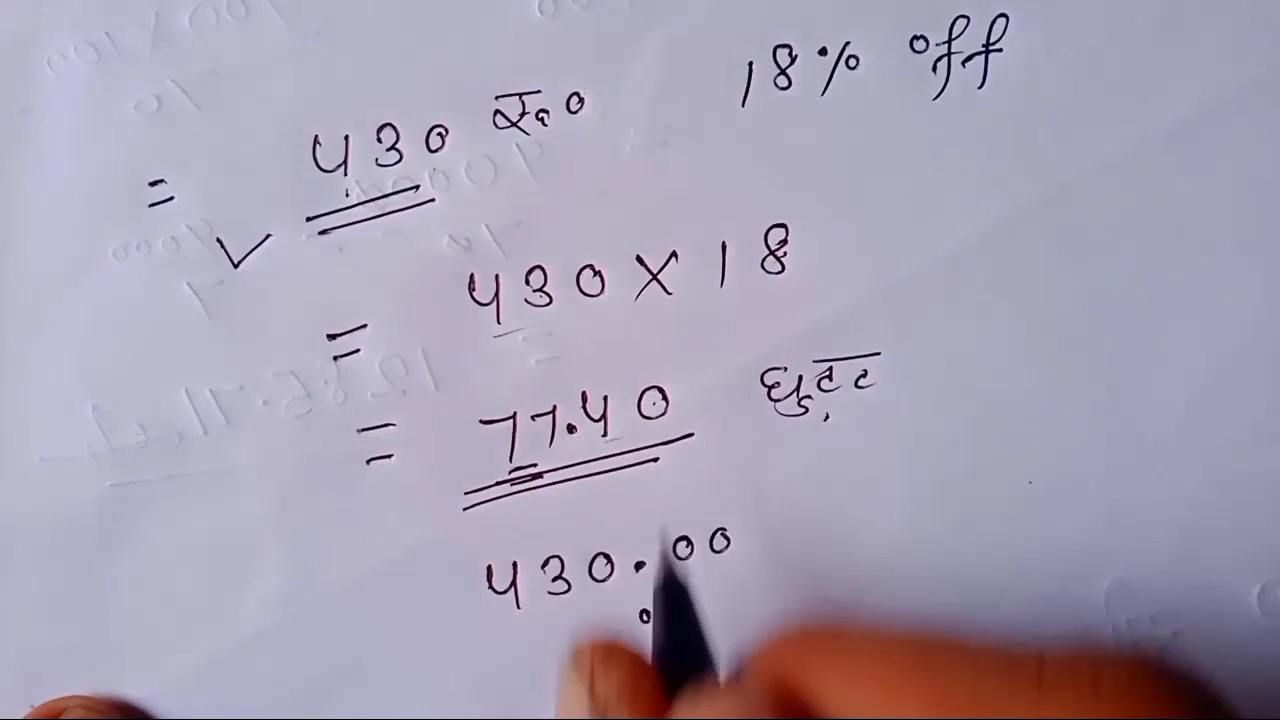 = 430 रु० 18% off
= 430 X 18
= 77.40 छुट
430.00